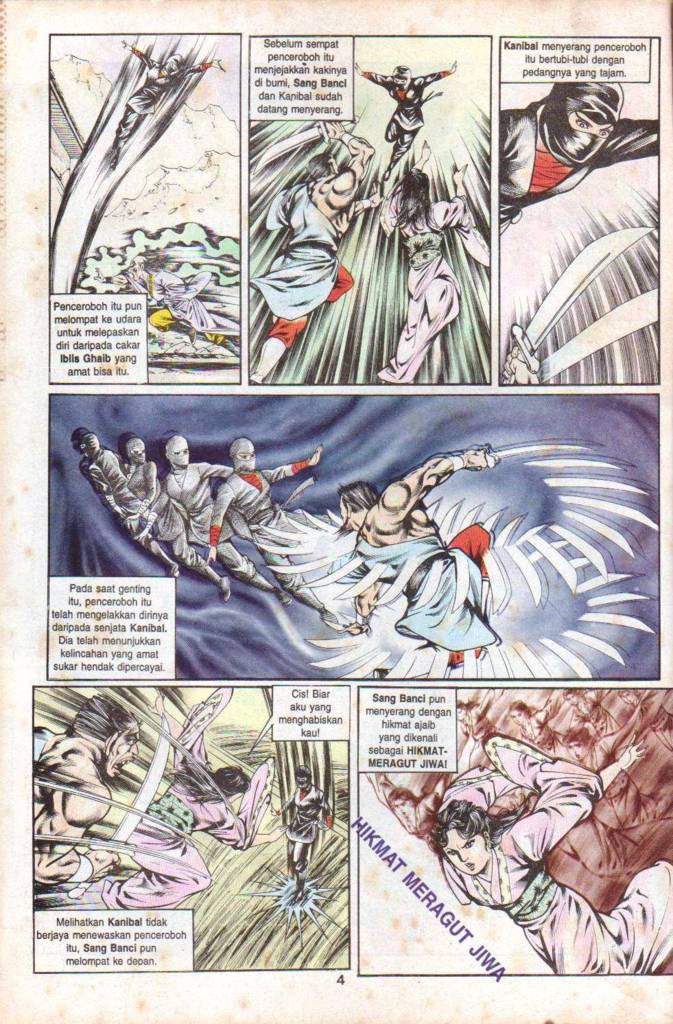 Penceroboh itu pun
melompat ke udara
untuk melepaskan
diri daripada cakar
Iblis Ghaib yang
amat bisa itu.
Sebelum sempat
penceroboh itu
menjejakkan kakinya
di bumi, Sang Banci
dan Kanibal sudah
datang menyerang.
Kanibal menyerang penceroboh
itu bertubi-tubi dengan
pedangnya yang tajam.
Pada saat genting
itu, penceroboh itu
telah mengelakkan dirinya
daripada senjata Kanibal.
Dia telah menunjukkan
kelincahan yang amat
sukar hendak dipercayai.
Cis! Biar
aku yang
menghabiskan
kau!
Melihatkan Kanibal tidak
berjaya menewaskan penceroboh
itu, Sang Banci pun
melompat ke depan.
Sang Banci pun
menyerang dengan
hikmat ajaib
yang dikenali
sebagai HIKMAT-
MERAGUT JIWA!
HIKMAT MERAGUT JIWA
4